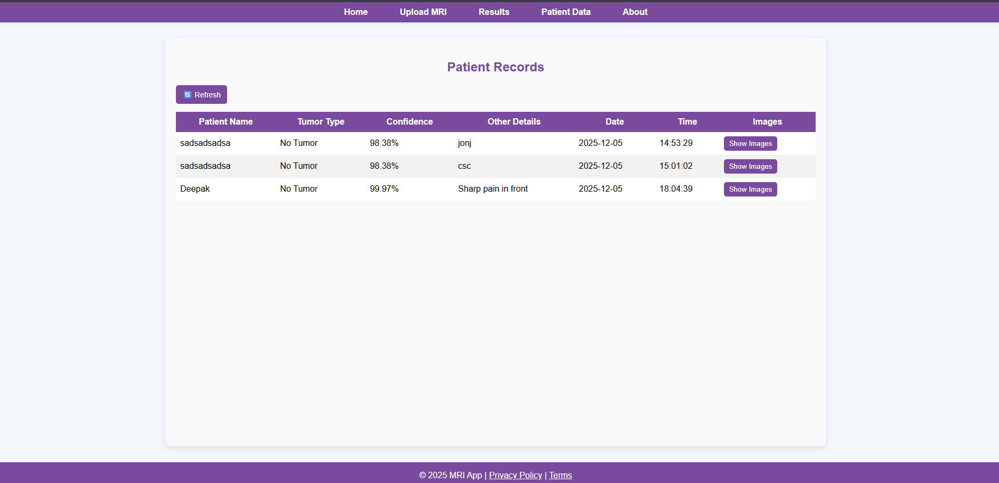 Home Upload MRI Results Patient Data About
Patient Records
Refresh
Patient Name Tumor Type Confidence Other Details Date Time Images
sadsadsadsa No Tumor 98.38% jonj 2025-12-05 14:53:29 Show Images
sadsadsadsa No Tumor 98.38% csc 2025-12-05 15:01:02 Show Images
Deepak No Tumor 99.97% Sharp pain in front 2025-12-05 18:04:39 Show Images
© 2025 MRI App | Privacy Policy | Terms